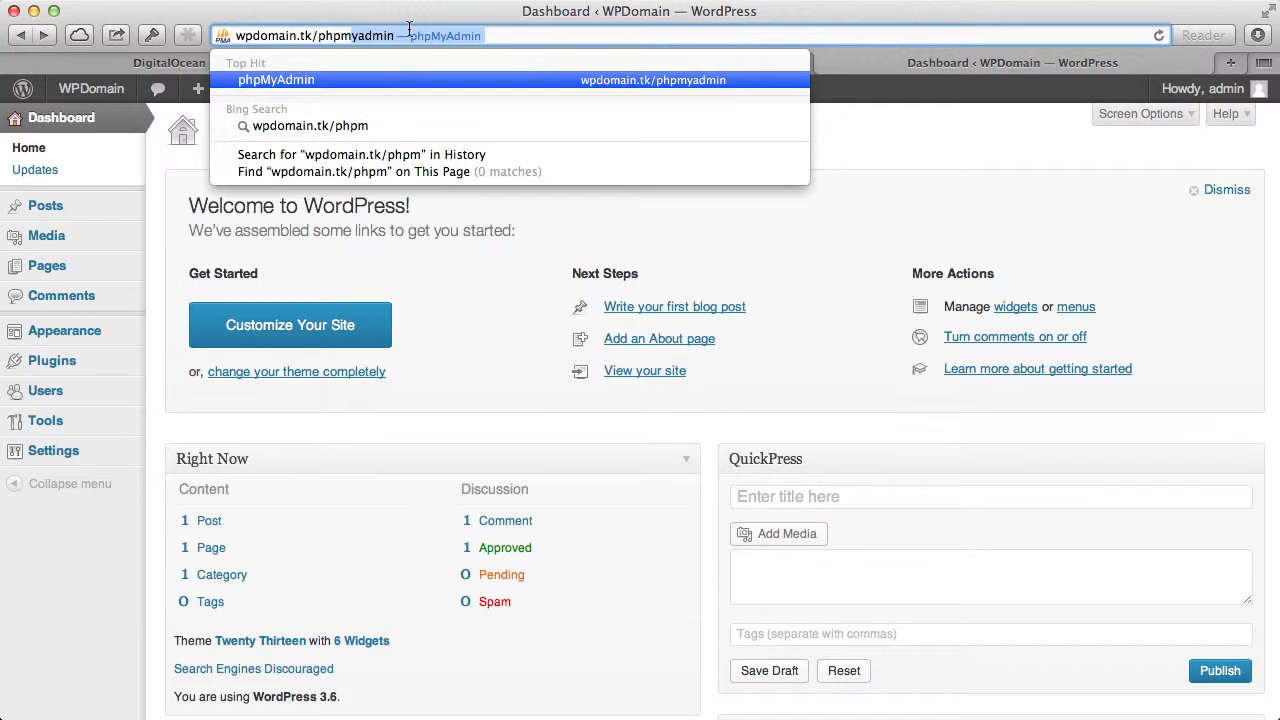 Dashboard ‹ WPDomain — WordPress
wpdomain.tk/phpmyadmin — phpMyAdmin
Reader
DigitalOcean
Dashboard ‹ WPDomain — WordPress
Top Hit
phpMyAdmin wpdomain.tk/phpmyadmin
Bing Search
wpdomain.tk/phpm
Search for "wpdomain.tk/phpm" in History
Find "wpdomain.tk/phpm" on This Page (0 matches)
WPDomain
Howdy, admin
Screen Options
Help
Dashboard
Home
Updates
Posts
Media
Pages
Comments
Appearance
Plugins
Users
Tools
Settings
Collapse menu
Dismiss
Welcome to WordPress!
We've assembled some links to get you started:
Get Started
Customize Your Site
or, change your theme completely
Next Steps
Write your first blog post
Add an About page
View your site
More Actions
Manage widgets or menus
Turn comments on or off
Learn more about getting started
Right Now
Content
1 Post
1 Page
1 Category
0 Tags
Discussion
1 Comment
1 Approved
0 Pending
0 Spam
Theme Twenty Thirteen with 6 Widgets
Search Engines Discouraged
You are using WordPress 3.6.
QuickPress
Enter title here
Add Media
Tags (separate with commas)
Save Draft
Reset
Publish